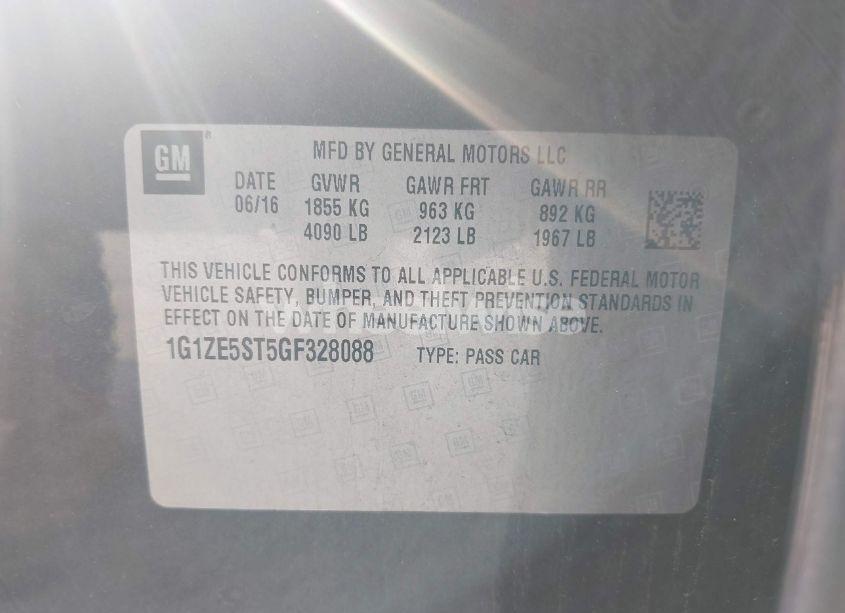 GM
MFD BY GENERAL MOTORS LLC
DATE GVWR GAWR FRT GAWR RR
06/16 1855 KG 963 KG 892 KG
4090 LB 2123 LB 1967 LB
THIS VEHICLE CONFORMS TO ALL APPLICABLE U.S. FEDERAL MOTOR
VEHICLE SAFETY, BUMPER, AND THEFT PREVENTION STANDARDS IN
EFFECT ON THE DATE OF MANUFACTURE SHOWN ABOVE.
1G1ZE5ST5GF328088 TYPE: PASS CAR